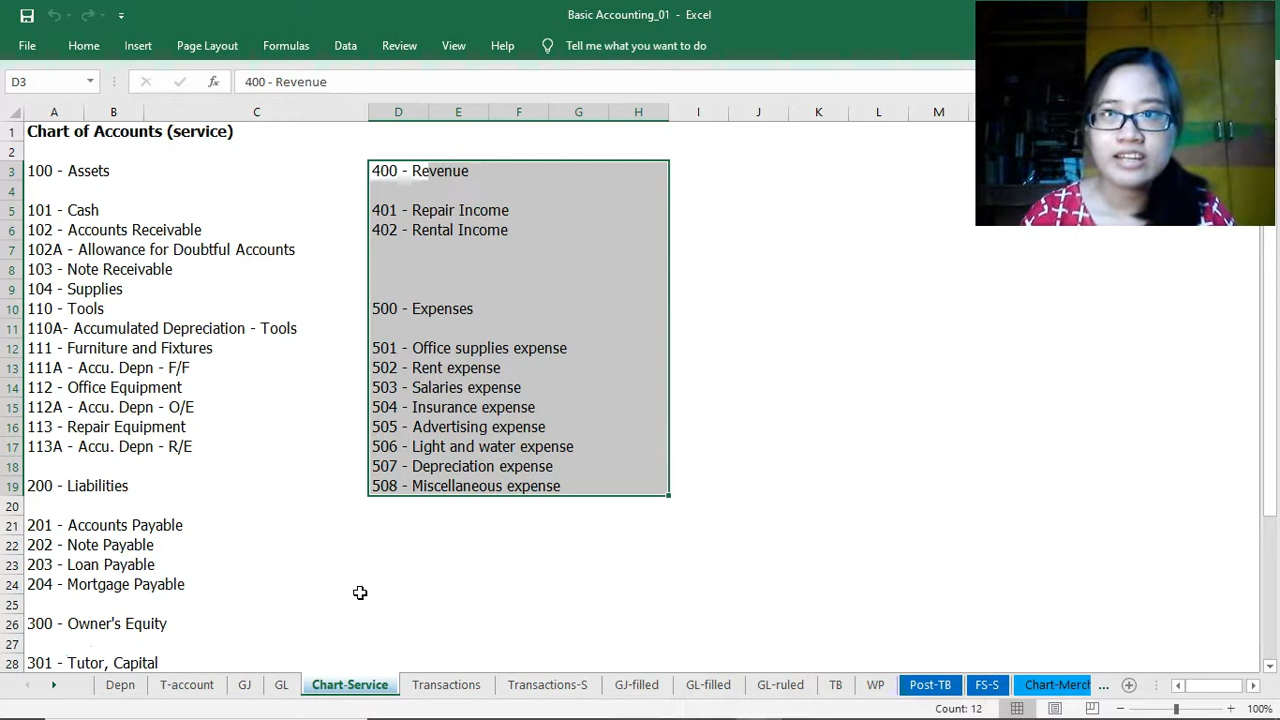 Basic Accounting_01 - Excel
File Home Insert Page Layout Formulas Data Review View Help Tell me what you want to do
D3 fx 400 - Revenue
A B C D E F G H I J K L M
1 Chart of Accounts (service)
2
3 100 - Assets 400 - Revenue
4
5 101 - Cash 401 - Repair Income
6 102 - Accounts Receivable 402 - Rental Income
7 102A - Allowance for Doubtful Accounts
8 103 - Note Receivable
9 104 - Supplies
10 110 - Tools 500 - Expenses
11 110A- Accumulated Depreciation - Tools
12 111 - Furniture and Fixtures 501 - Office supplies expense
13 111A - Accu. Depn - F/F 502 - Rent expense
14 112 - Office Equipment 503 - Salaries expense
15 112A - Accu. Depn - O/E 504 - Insurance expense
16 113 - Repair Equipment 505 - Advertising expense
17 113A - Accu. Depn - R/E 506 - Light and water expense
18 507 - Depreciation expense
19 200 - Liabilities 508 - Miscellaneous expense
20
21 201 - Accounts Payable
22 202 - Note Payable
23 203 - Loan Payable
24 204 - Mortgage Payable
25
26 300 - Owner's Equity
27
28 301 - Tutor, Capital
Depn T-account GJ GL Chart-Service Transactions Transactions-S GJ-filled GL-filled GL-ruled TB WP Post-TB FS-S Chart-Merch ...
Count: 12 100%